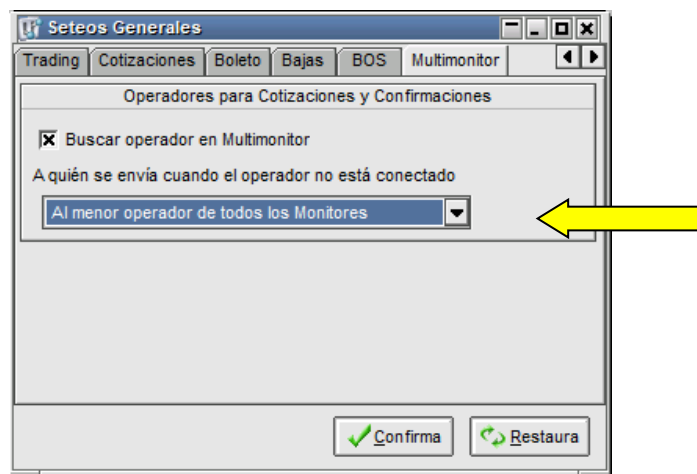 Seteos Generales
Trading Cotizaciones Boleto Bajas BOS Multimonitor
Operadores para Cotizaciones y Confirmaciones
Buscar operador en Multimonitor
A quién se envía cuando el operador no está conectado
Al menor operador de todos los Monitores
Confirma Restaura